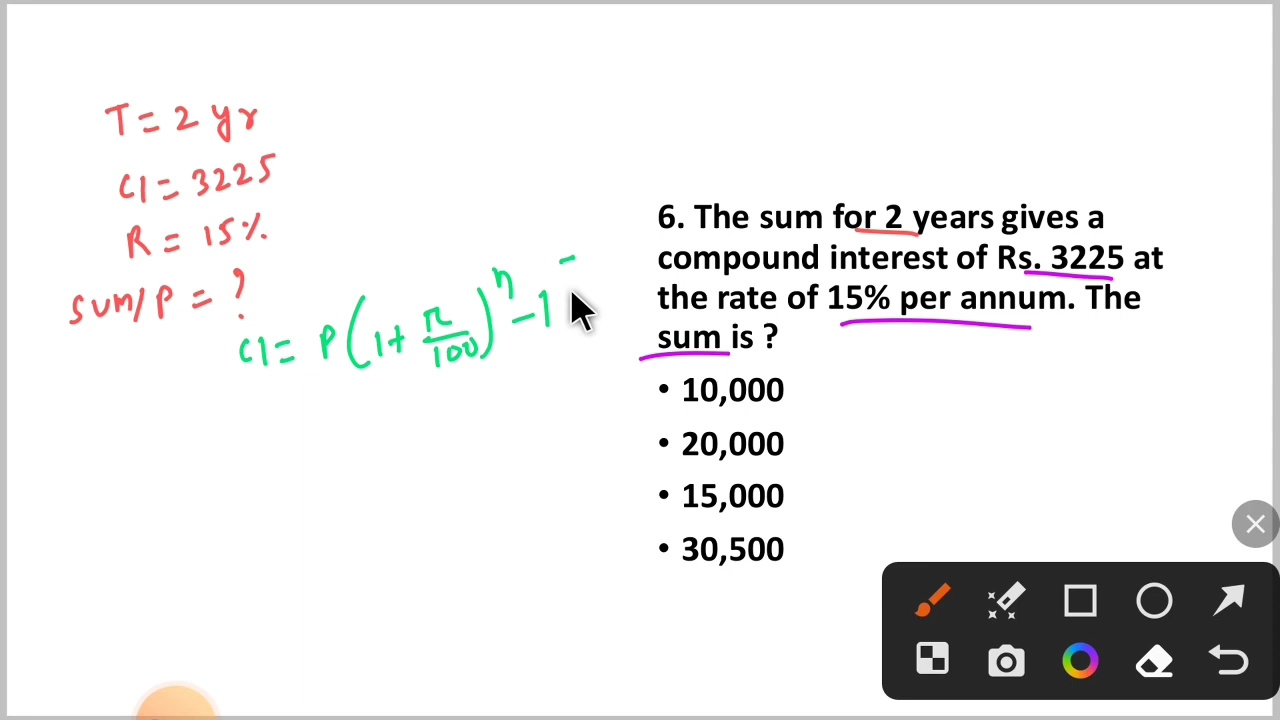 T = 2 yr
CI = 3225
R = 15%
SUM/P = ?
CI = P(1+ r/100)^n - 1
6. The sum for 2 years gives a
compound interest of Rs. 3225 at
the rate of 15% per annum. The
sum is ?
• 10,000
• 20,000
• 15,000
• 30,500